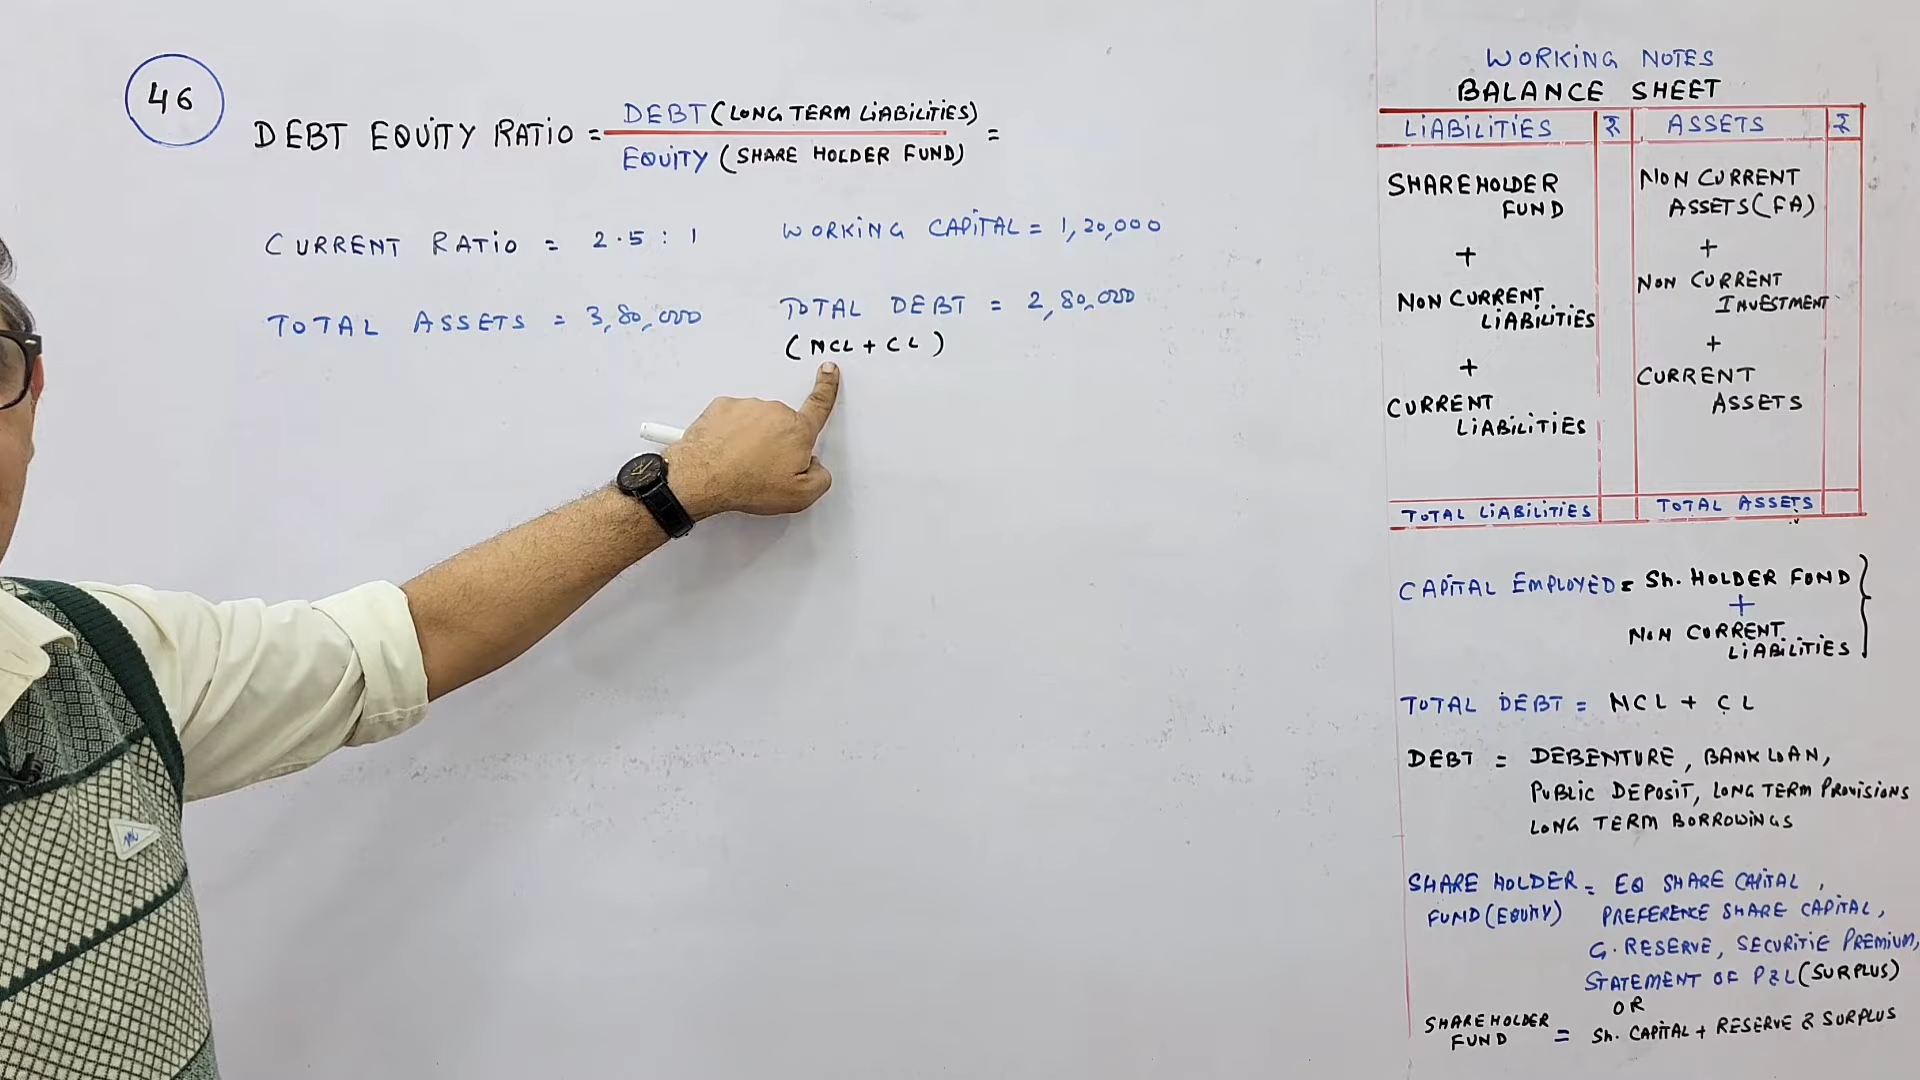 46
DEBT EQUITY RATIO = DEBT (LONG TERM LIABILITIES) =
EQUITY (SHARE HOLDER FUND)
CURRENT RATIO = 2.5 : 1
WORKING CAPITAL = 1,20,000
TOTAL ASSETS = 3,80,000
TOTAL DEBT = 2,80,000
(NCL + CL)
WORKING NOTES
BALANCE SHEET
LIABILITIES ₹ ASSETS ₹
SHAREHOLDER
FUND
+
NON CURRENT
LIABILITIES
+
CURRENT
LIABILITIES
NON CURRENT
ASSETS (FA)
+
NON CURRENT
INVESTMENT
+
CURRENT
ASSETS
TOTAL LIABILITIES TOTAL ASSETS
CAPITAL EMPLOYED = SH. HOLDER FUND
+
NON CURRENT
LIABILITIES
TOTAL DEBT = NCL + CL
DEBT = DEBENTURE, BANK LOAN,
PUBLIC DEPOSIT, LONG TERM PROVISIONS
LONG TERM BORROWINGS
SHARE HOLDER = EQ SHARE CAPITAL,
FUND (EQUITY) PREFERENCE SHARE CAPITAL,
G. RESERVE, SECURITIE PREMIUM,
STATEMENT OF P&L (SURPLUS)
OR
SHAREHOLDER
FUND = SH. CAPITAL + RESERVE & SURPLUS